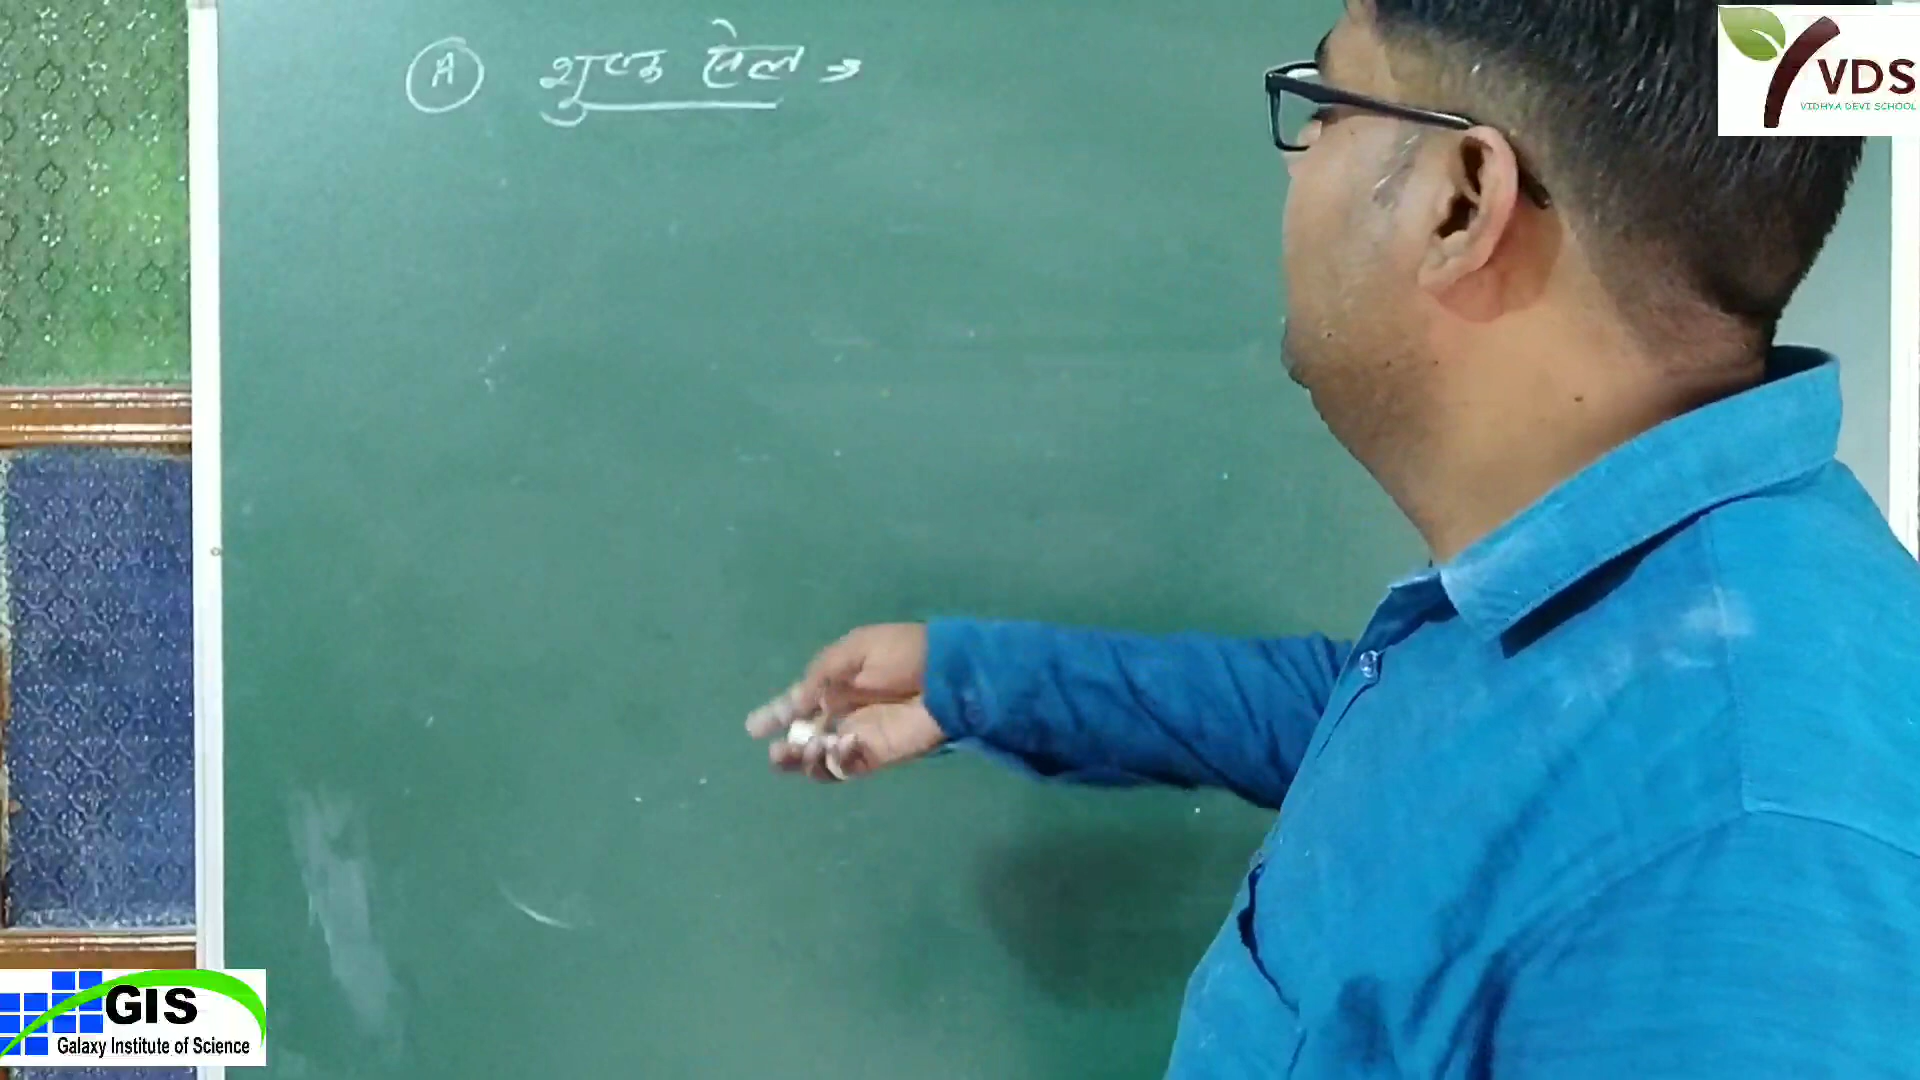 Ⓐ शुष्क सेल →
VDS
VIDHYA DEVI SCHOOL
GIS
Galaxy Institute of Science